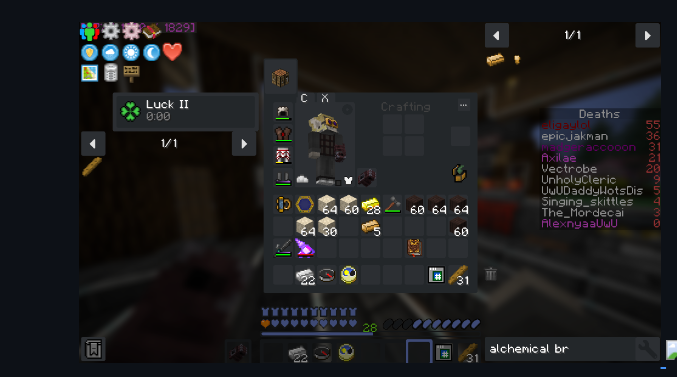 1829]
1/1
Luck II
0:00
1/1
C X
Crafting
...
Deaths
55
epicjakman 36
31
Axilae 21
Vectrobe 20
UnholyCleric 9
UwUDaddyWotsDis 5
Singing_skittles 4
The_Mordecai 3
AlexnyaaUwU 0
64 60 28 60 64 64
64 30 5 60
22 31
28
22 31
alchemical br